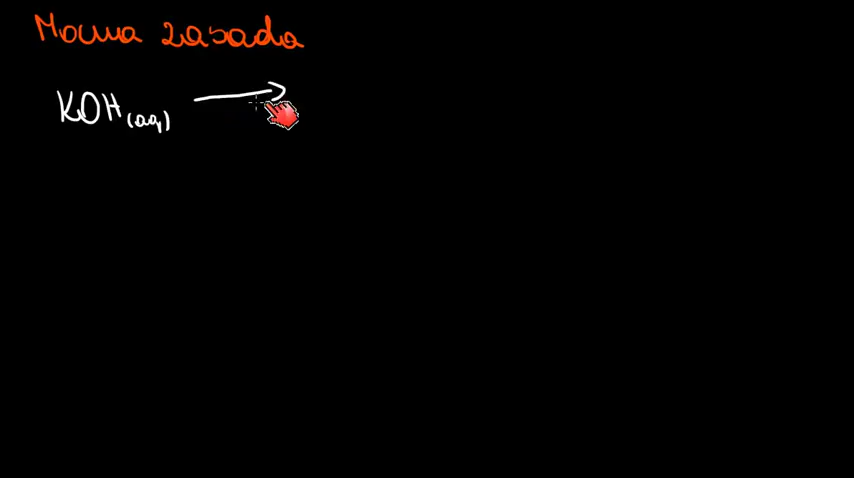 Mocna zasada
KOH(aq) →